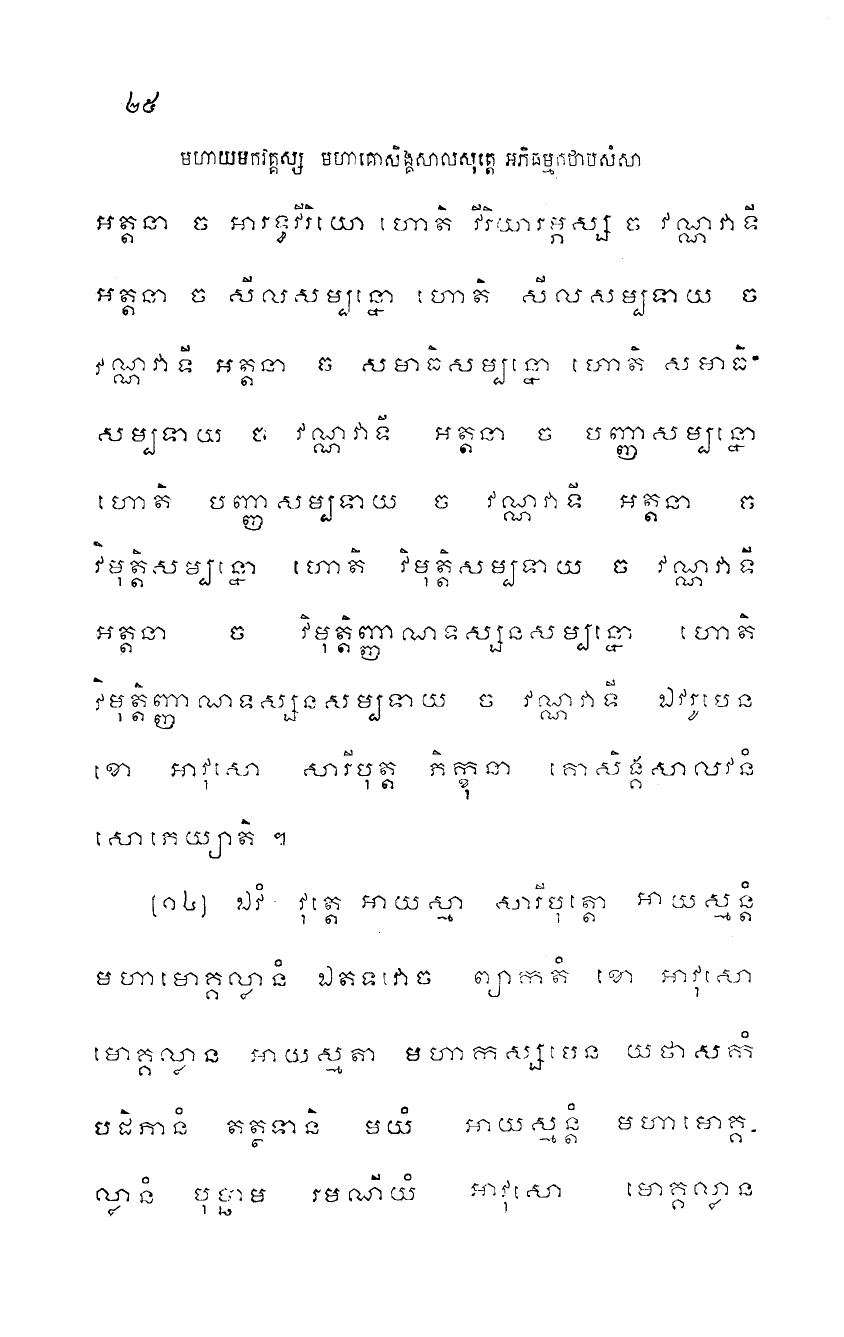 ២៥
មហាយមកវគ្គស្ស មហាគោសិង្គសាលសុត្តេ អភិធម្មកថាបសំសា
អត្តនា ច អារទ្ធវីរិយោ ហោតិ វីរិយារម្ភស្ស ច វណ្ណវាទី
អត្តនា ច សីលសម្បន្នោ ហោតិ សីលសម្បទាយ ច
វណ្ណវាទី អត្តនា ច សមាធិសម្បន្នោ ហោតិ សមាធិ-
សម្បទាយ ច វណ្ណវាទី អត្តនា ច បញ្ញាសម្បន្នោ
ហោតិ បញ្ញាសម្បទាយ ច វណ្ណវាទី អត្តនា ច
វិមុត្តិសម្បន្នោ ហោតិ វិមុត្តិសម្បទាយ ច វណ្ណវាទី
អត្តនា ច វិមុត្តិញ្ញាណទស្សនសម្បន្នោ ហោតិ
វិមុត្តិញ្ញាណទស្សនសម្បទាយ ច វណ្ណវាទី ឯវរូបេន
ខោ អាវុសោ សារីបុត្ត ភិក្ខុនា គោសិង្គសាលវនំ
សោភេយ្យាតិ ។
[១៤] ឯវំ វុត្តេ អាយស្មា សារីបុត្តោ អាយស្មន្តំ
មហាមោគ្គល្លានំ ឯតទវោច ព្យាកតំ ខោ អាវុសោ
មោគ្គល្លាន អាយស្មតា មហាកស្សបេន យថាសកំ
បដិភានំ តត្ថទានិ មយំ អាយស្មន្តំ មហាមោគ្គ-
ល្លានំ បុច្ឆាម រមណីយំ អាវុសោ មោគ្គល្លាន